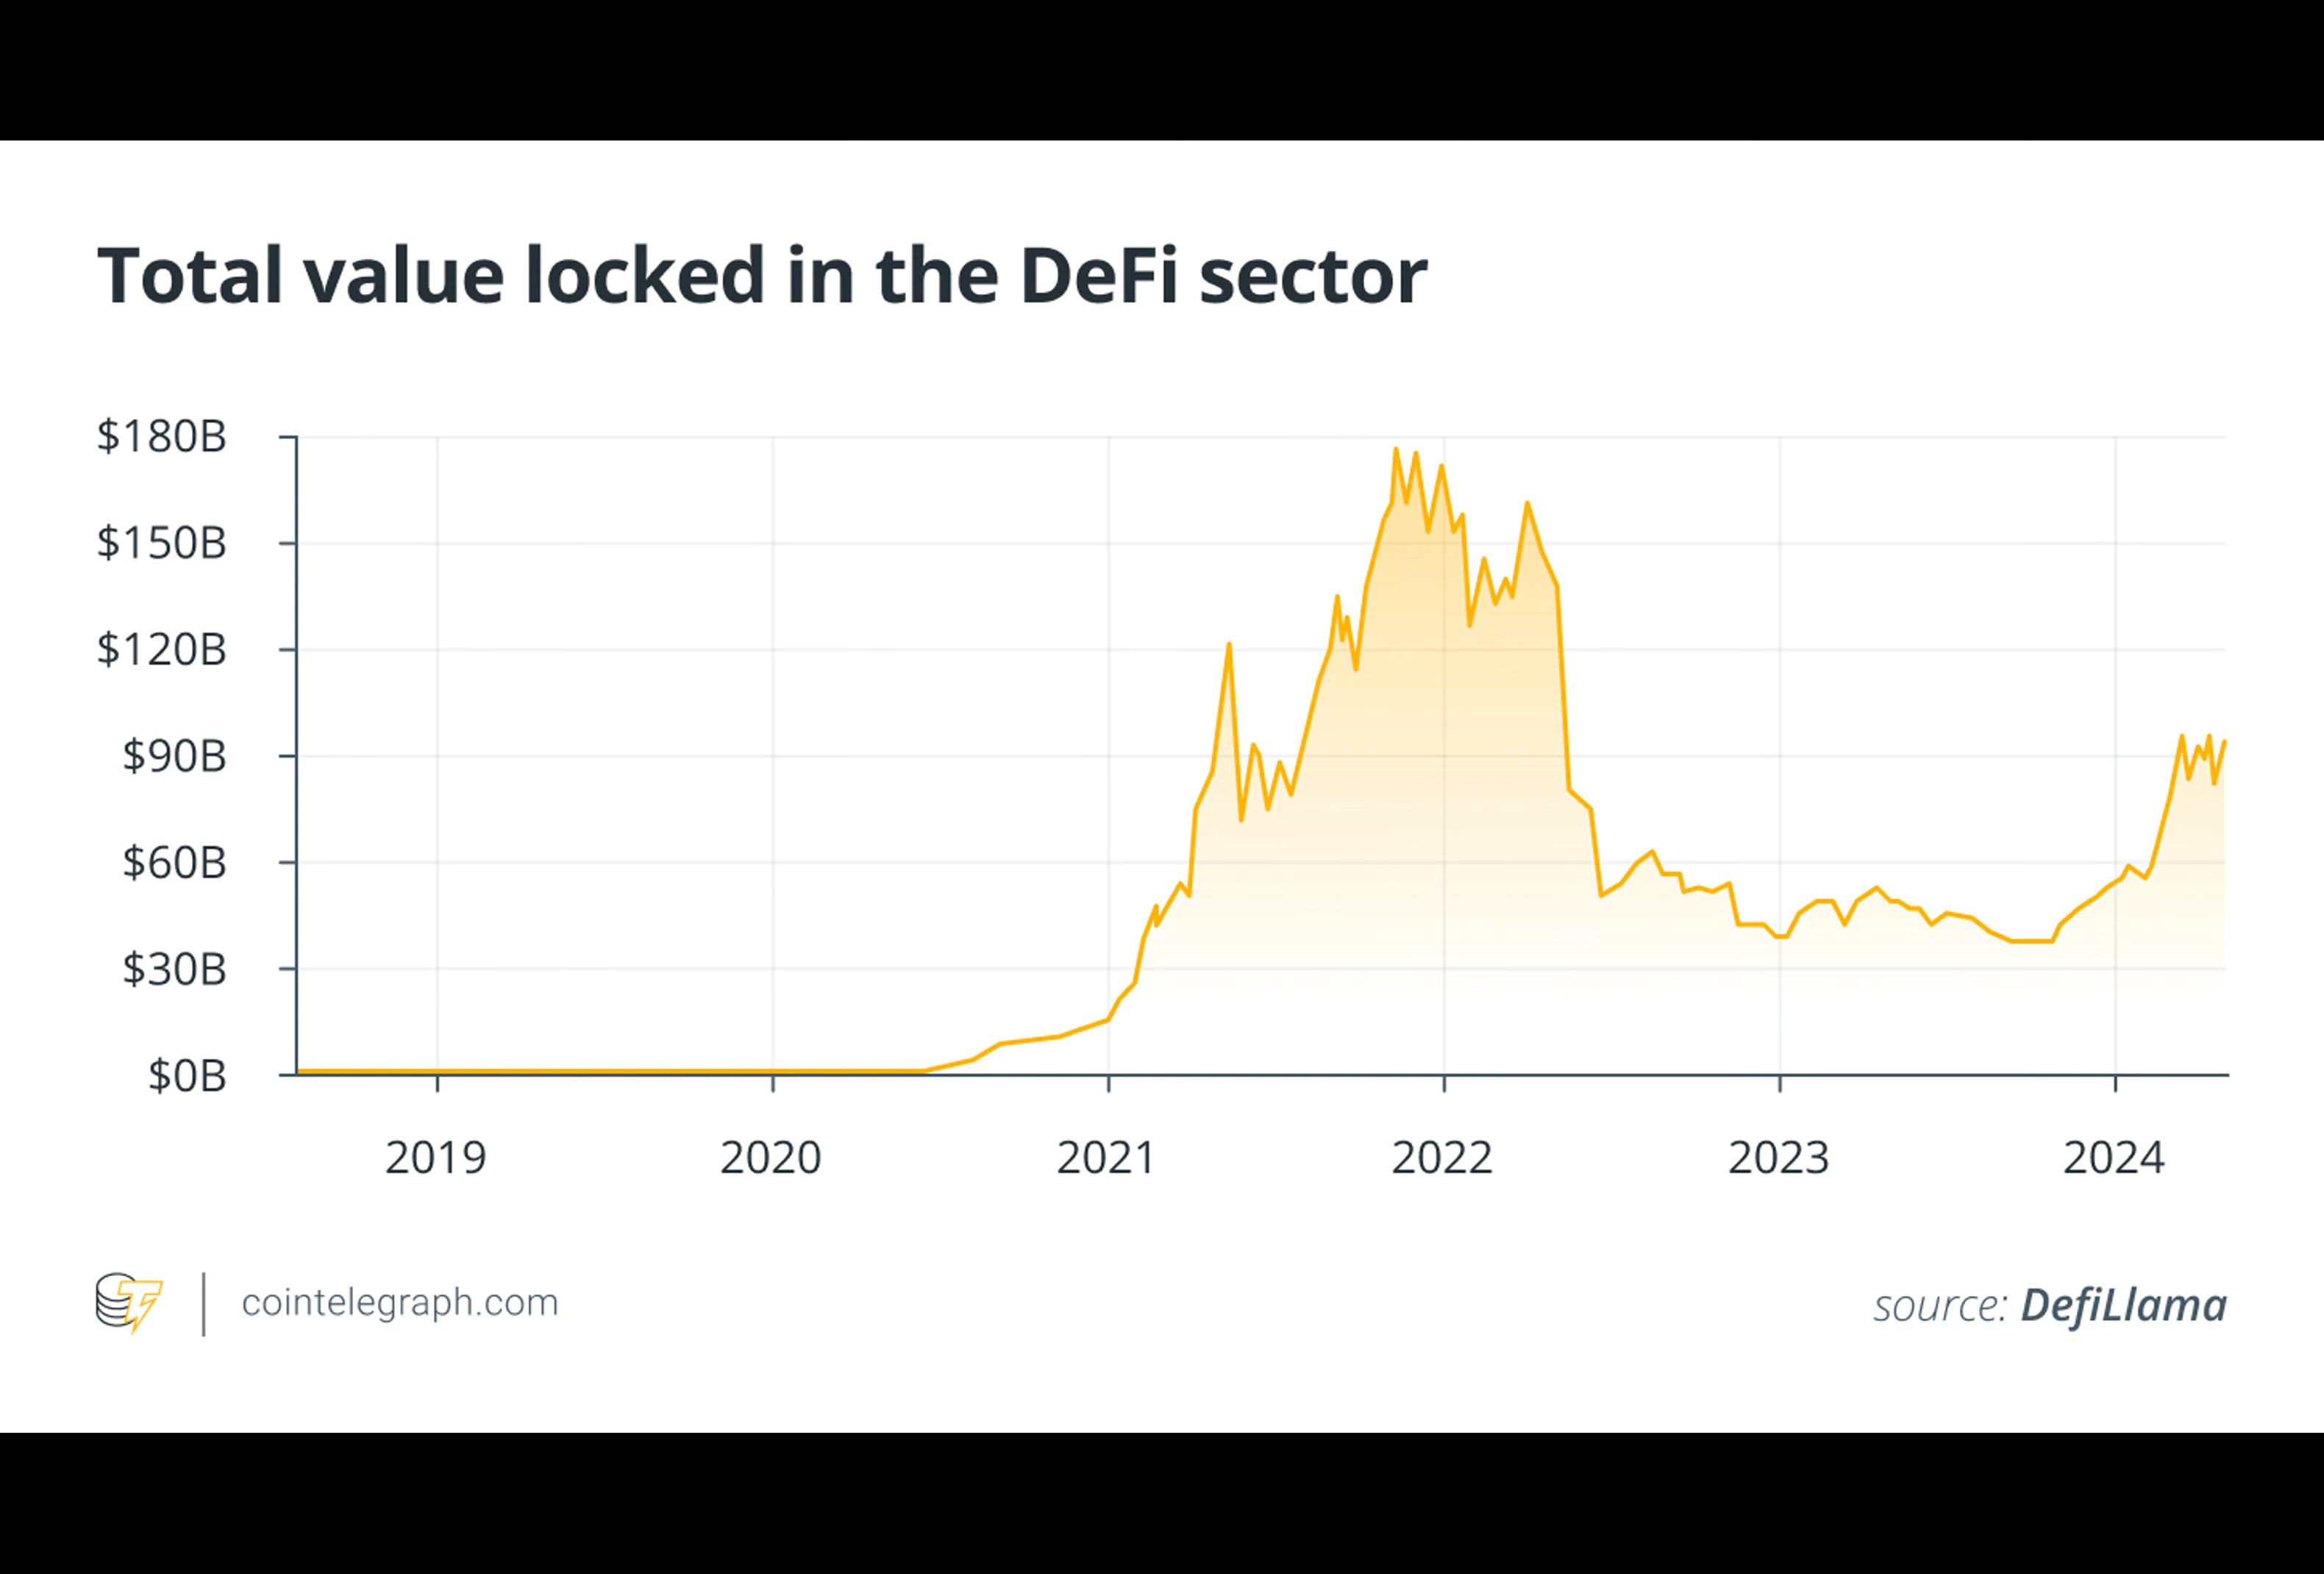 Total value locked in the DeFi sector
$180B
$150B
$120B
$90B
$60B
$30B
$0B
2019 2020 2021 2022 2023 2024
cointelegraph.com
source: DefiLlama